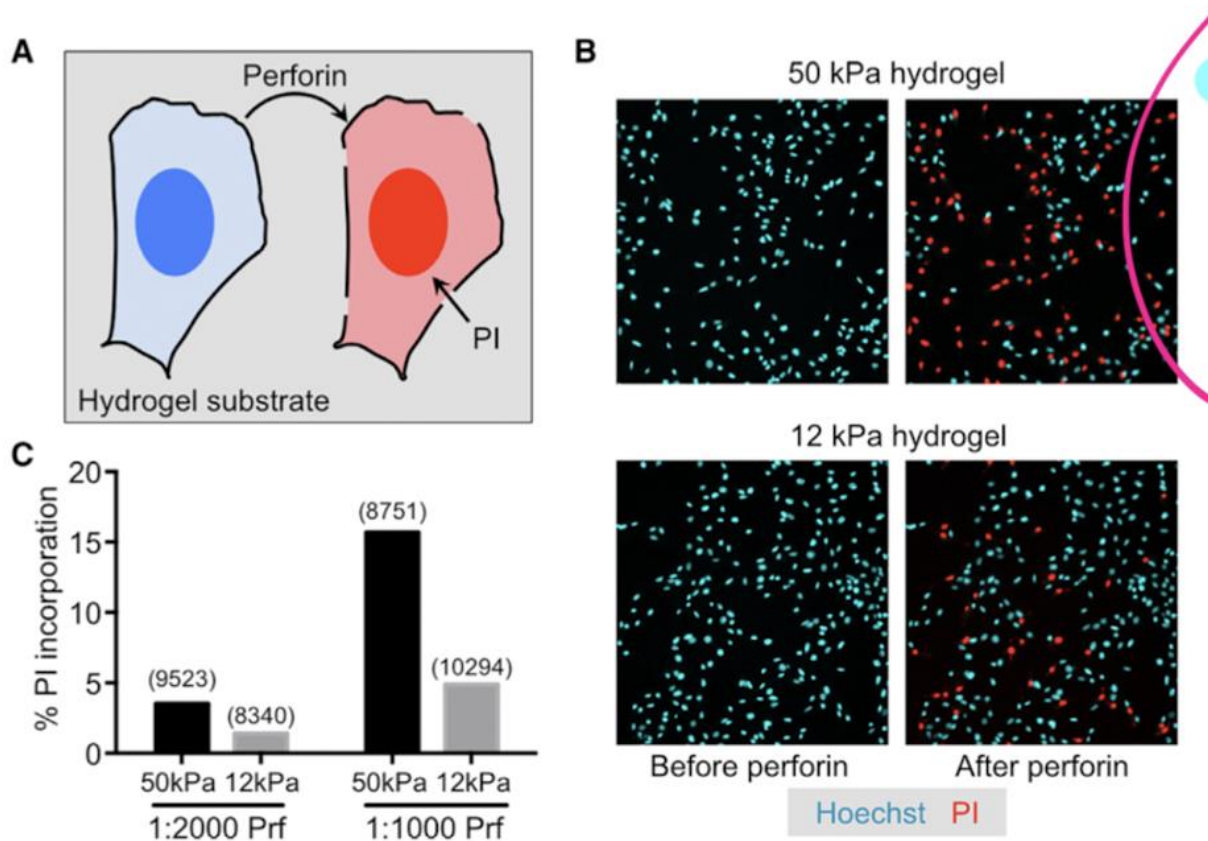 A
Perforin
PI
Hydrogel substrate
B
50 kPa hydrogel
12 kPa hydrogel
Before perforin
After perforin
Hoechst PI
C
% PI incorporation
20
15
10
5
0
(9523)
(8340)
(8751)
(10294)
50kPa 12kPa 50kPa 12kPa
1:2000 Prf 1:1000 Prf